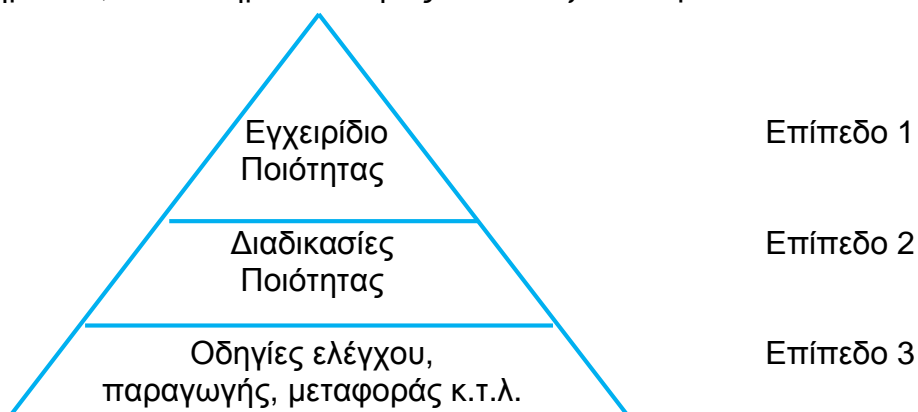 Εγχειρίδιο
Ποιότητας
Επίπεδο 1
Διαδικασίες
Ποιότητας
Επίπεδο 2
Οδηγίες ελέγχου,
παραγωγής, μεταφοράς κ.τ.λ.
Επίπεδο 3